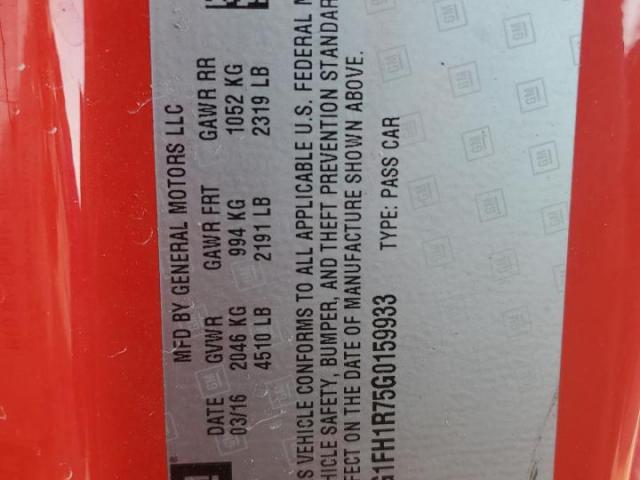 MFD BY GENERAL MOTORS LLC
DATE GVWR GAWR FRT GAWR RR
03/16 2046 KG 994 KG 1052 KG
4510 LB 2191 LB 2319 LB
S VEHICLE CONFORMS TO ALL APPLICABLE U.S. FEDERAL M
HICLE SAFETY, BUMPER, AND THEFT PREVENTION STANDAR
FECT ON THE DATE OF MANUFACTURE SHOWN ABOVE.
G1FH1R75G0159933 TYPE: PASS CAR